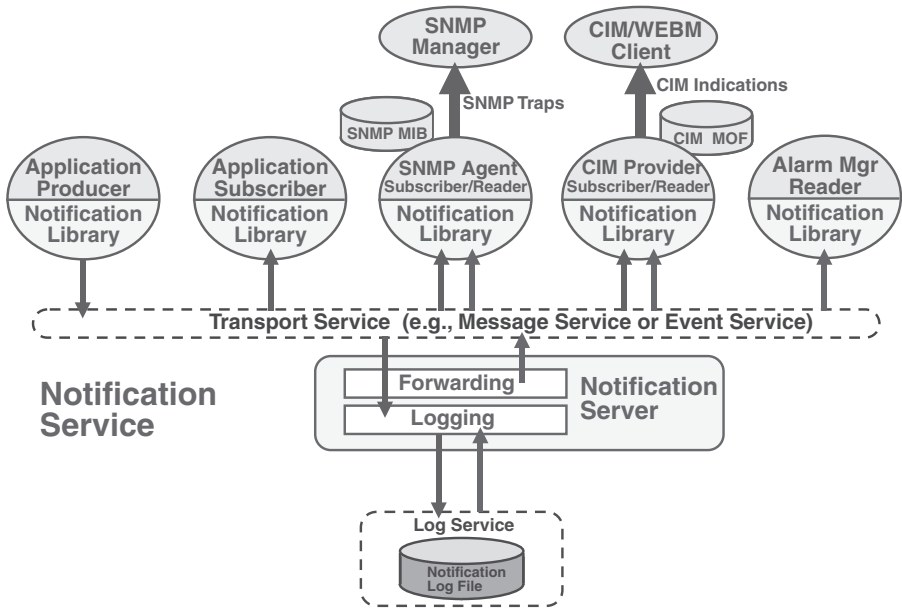 SNMP
Manager
CIM/WEBM
Client
SNMP Traps
CIM Indications
SNMP MIB
CIM MOF
Application
Producer
Notification
Library
Application
Subscriber
Notification
Library
SNMP Agent
Subscriber/Reader
Notification
Library
CIM Provider
Subscriber/Reader
Notification
Library
Alarm Mgr
Reader
Notification
Library
Transport Service (e.g., Message Service or Event Service)
Notification
Service
Forwarding
Logging
Notification
Server
Log Service
Notification
Log File